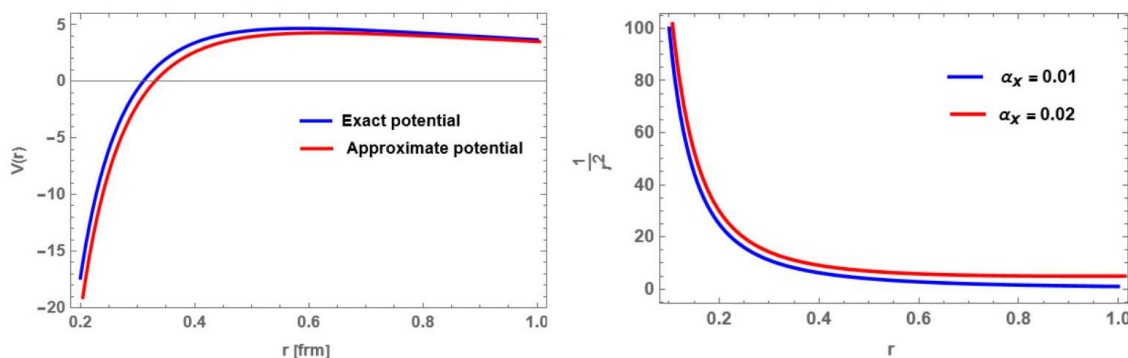 5
0
−5
−10
−15
−20
V(r)
Exact potential
Approximate potential
0.2
0.4
0.6
0.8
1.0
r [frm]
100
80
60
40
20
0
1
r2
αx = 0.01
αx = 0.02
0.2
0.4
0.6
0.8
1.0
r